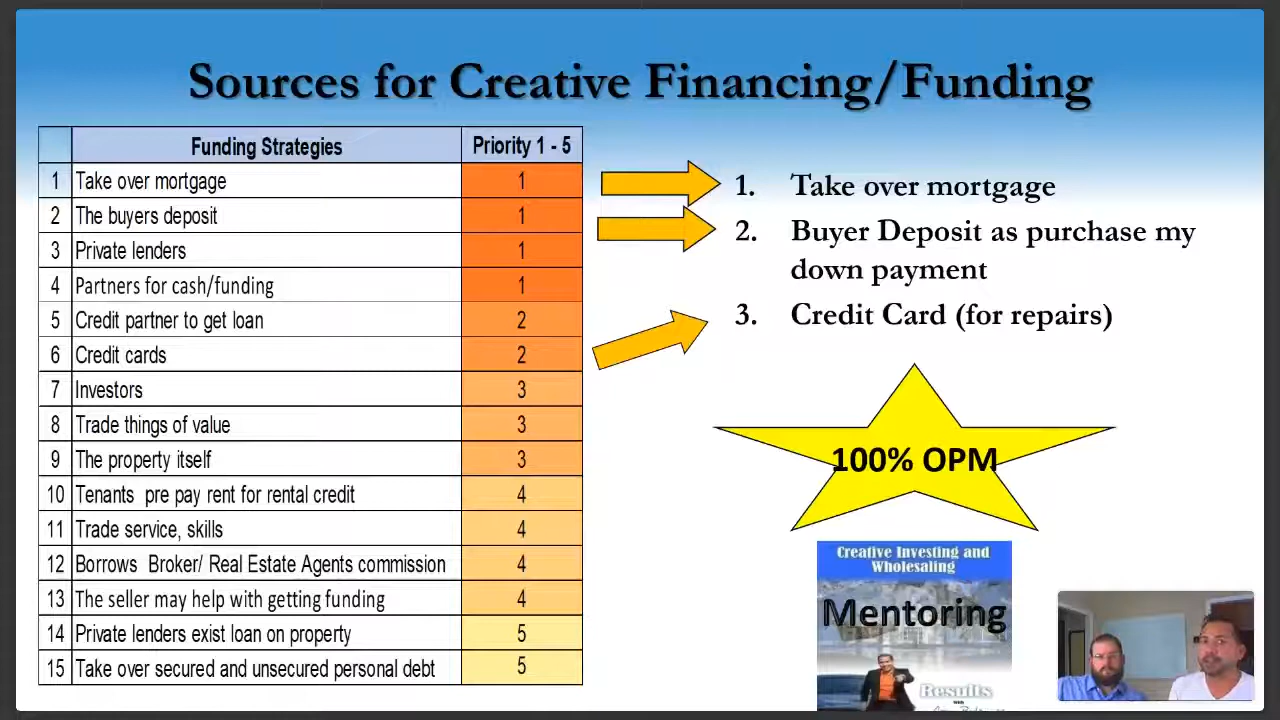 Sources for Creative Financing/Funding
Funding Strategies Priority 1 - 5
1 Take over mortgage 1
2 The buyers deposit 1
3 Private lenders 1
4 Partners for cash/funding 1
5 Credit partner to get loan 2
6 Credit cards 2
7 Investors 3
8 Trade things of value 3
9 The property itself 3
10 Tenants pre pay rent for rental credit 4
11 Trade service, skills 4
12 Borrows Broker/ Real Estate Agents commission 4
13 The seller may help with getting funding 4
14 Private lenders exist loan on property 5
15 Take over secured and unsecured personal debt 5
1. Take over mortgage
2. Buyer Deposit as purchase my
down payment
3. Credit Card (for repairs)
100% OPM
Creative Investing and
Wholesaling
Mentoring
Results